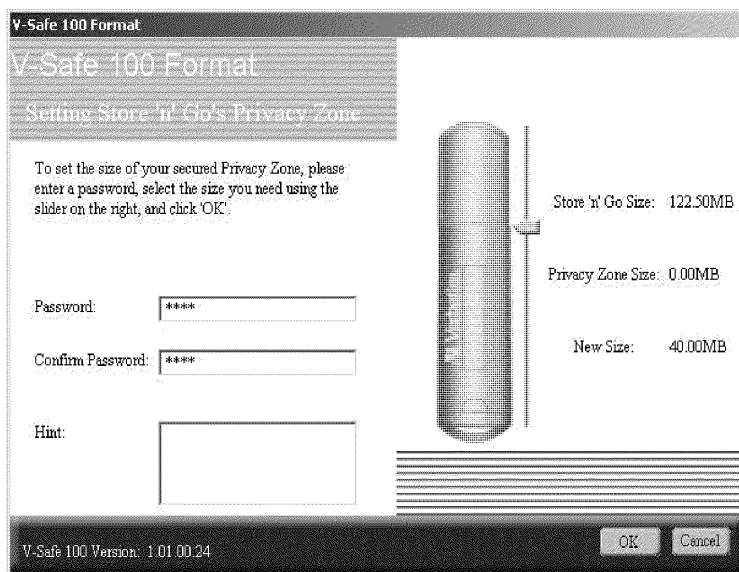 V-Safe 100 Format
V-Safe 100 Format
Setting Store 'n' Go's Privacy Zone
To set the size of your secured Privacy Zone, please
enter a password, select the size you need using the
slider on the right, and click 'OK'.
Password: ****
Confirm Password: ****
Hint:
Store 'n' Go Size: 122.50MB
Privacy Zone Size: 0.00MB
New Size: 40.00MB
V-Safe 100 Version: 1.01.00.24
OK Cancel